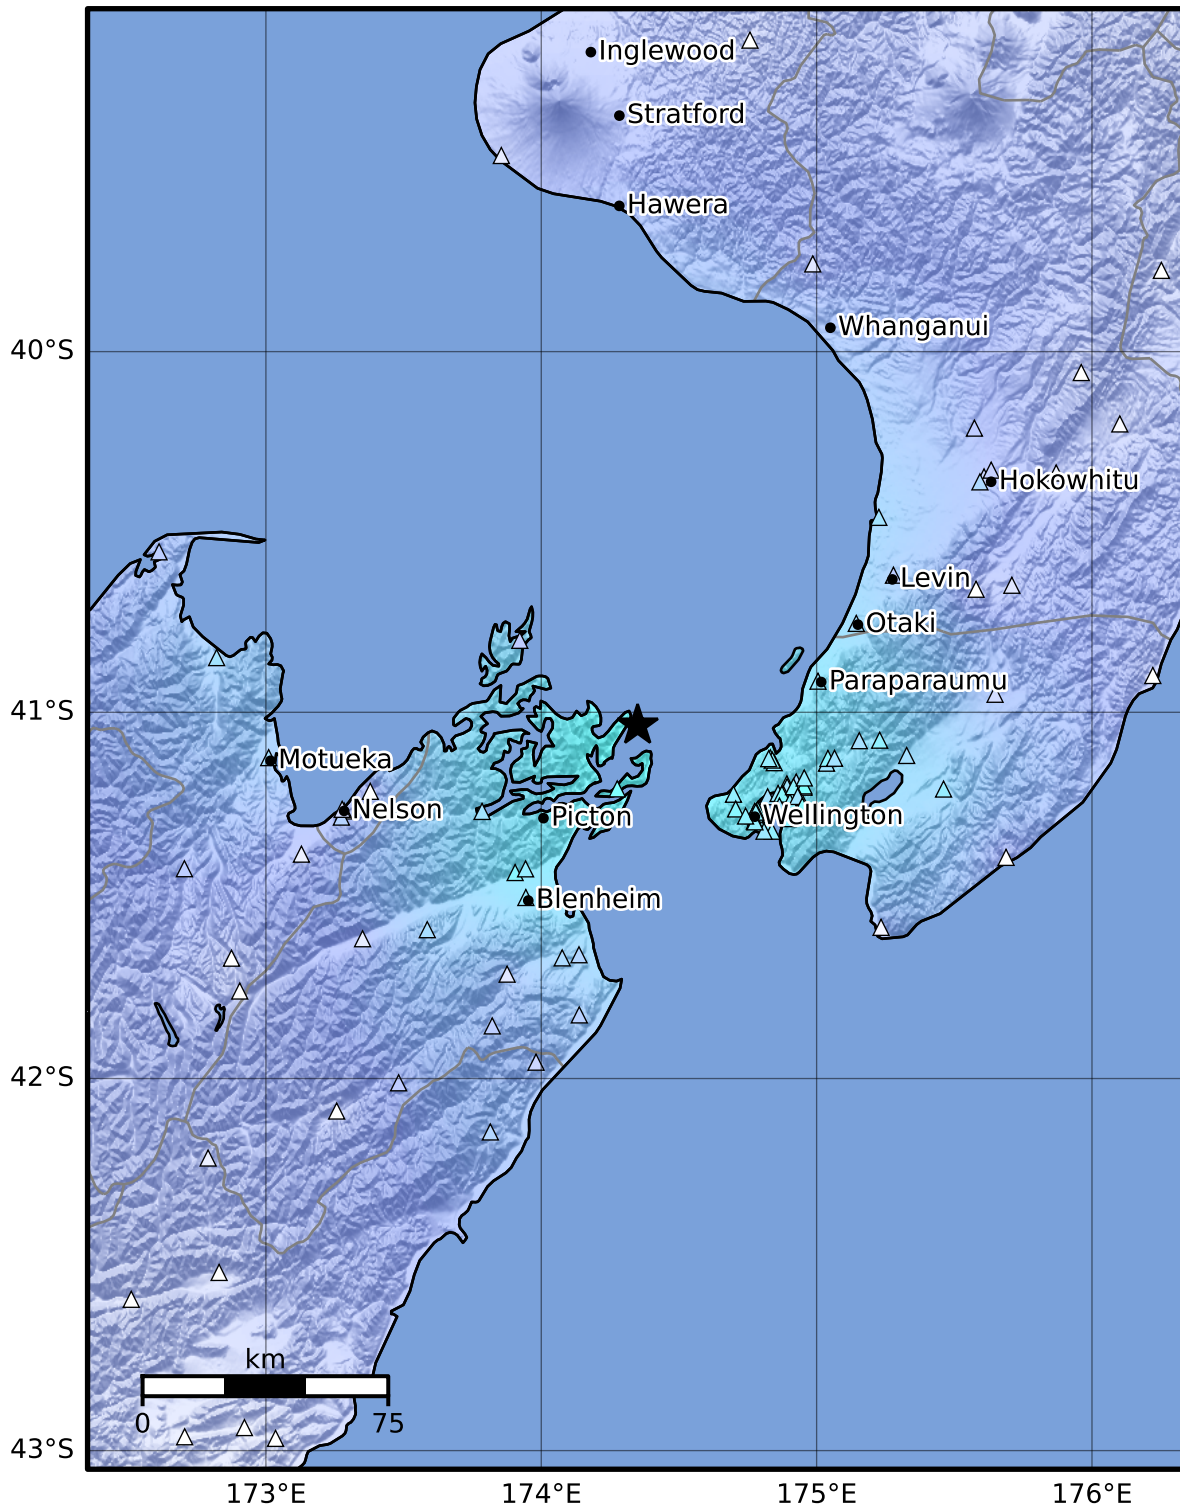 Inglewood
Stratford
Hawera
Whanganui
40°S
Hokowhitu
Levin
Otaki
Paraparaumu
41°S
Motueka
Nelson
Picton
Wellington
Blenheim
42°S
km
0 75
43°S
173°E 174°E 175°E 176°E